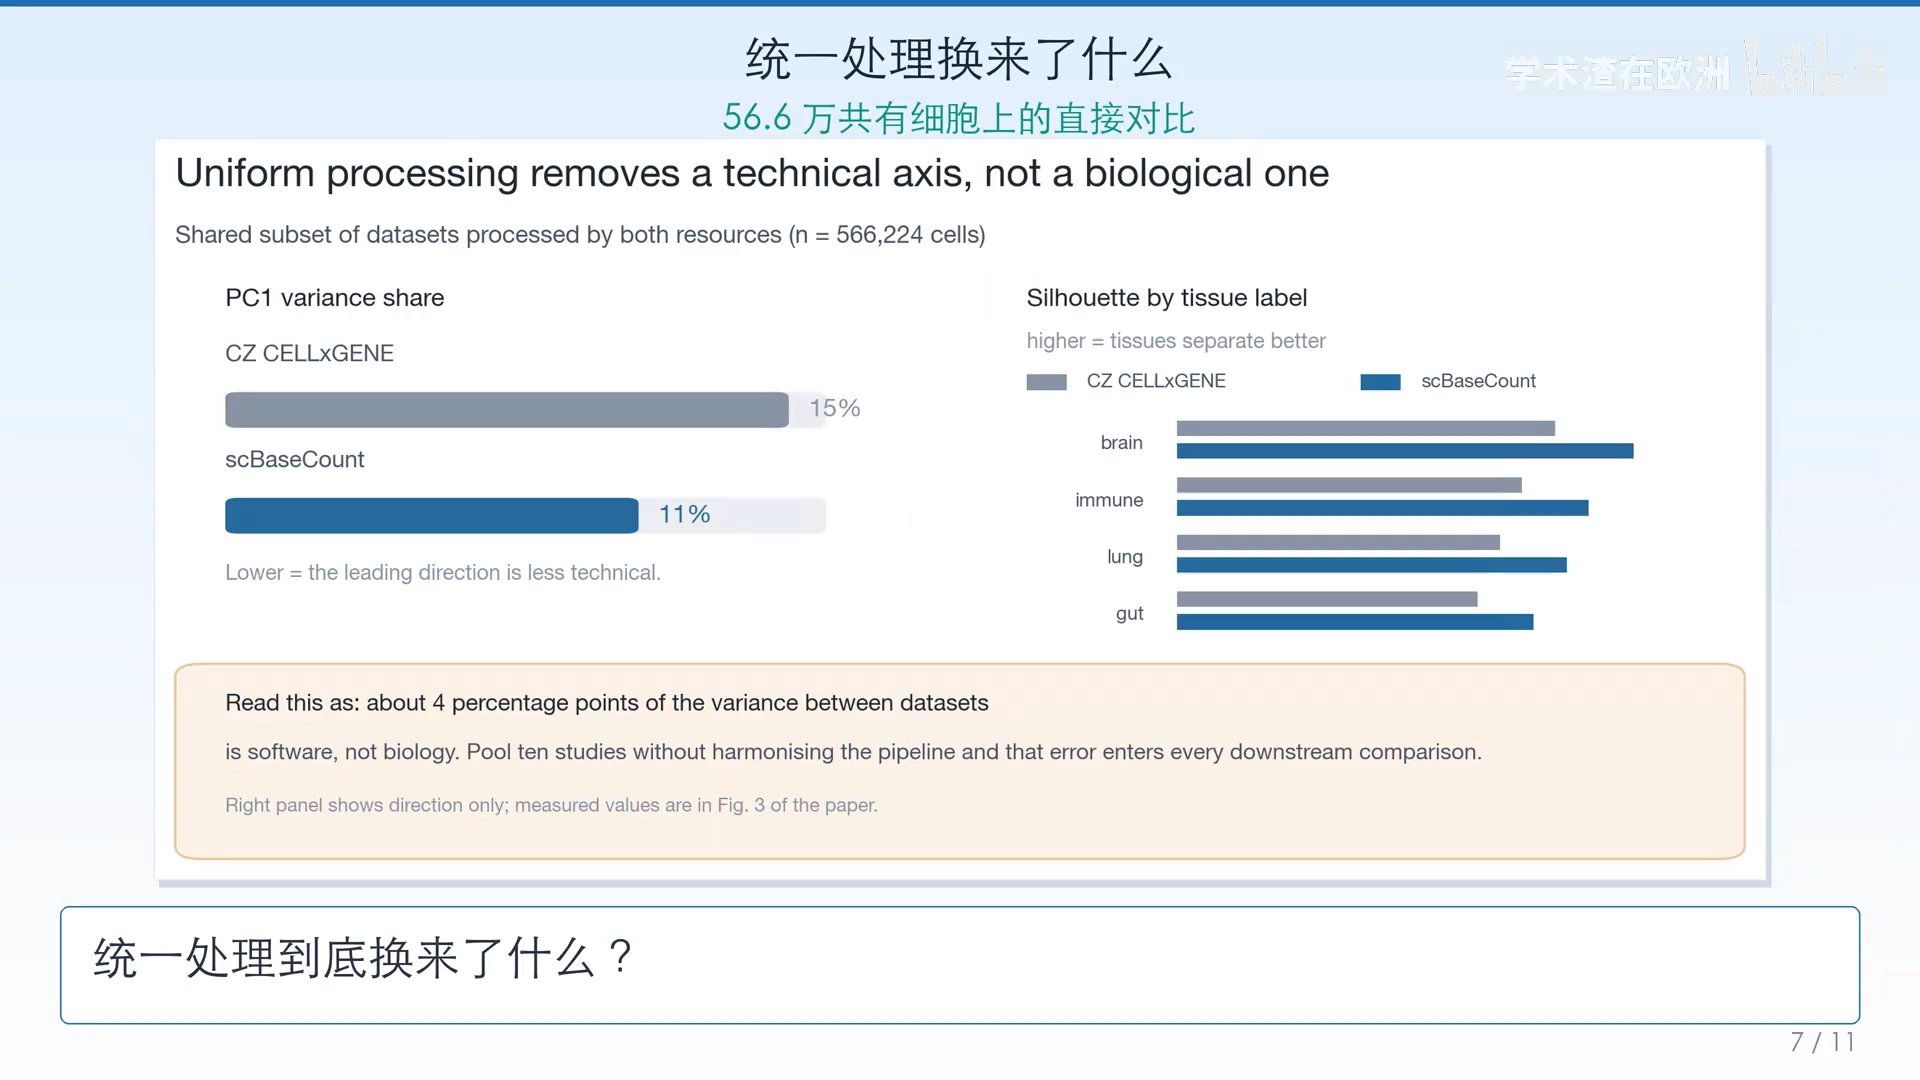 统一处理换来了什么
学术渣在欧洲
bilibili
56.6 万共有细胞上的直接对比
Uniform processing removes a technical axis, not a biological one
Shared subset of datasets processed by both resources (n = 566,224 cells)
PC1 variance share
CZ CELLxGENE
15%
scBaseCount
11%
Lower = the leading direction is less technical.
Silhouette by tissue label
higher = tissues separate better
CZ CELLxGENE
scBaseCount
brain
immune
lung
gut
Read this as: about 4 percentage points of the variance between datasets
is software, not biology. Pool ten studies without harmonising the pipeline and that error enters every downstream comparison.
Right panel shows direction only; measured values are in Fig. 3 of the paper.
统一处理到底换来了什么？
7 / 11